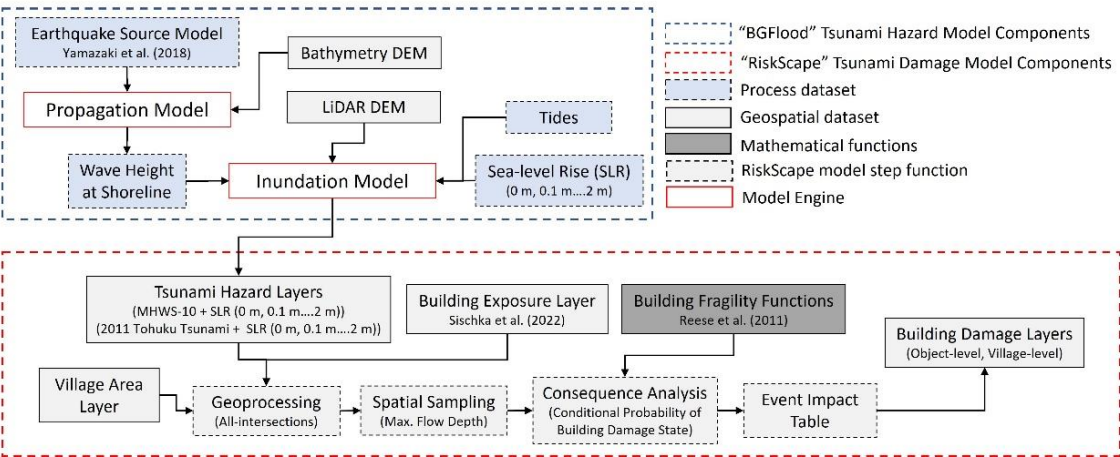 Earthquake Source Model
Yamazaki et al. (2018)
Bathymetry DEM
Propagation Model
LiDAR DEM
Tides
Wave Height
at Shoreline
Inundation Model
Sea-level Rise (SLR)
(0 m, 0.1 m....2 m)
“BGFlood” Tsunami Hazard Model Components
“RiskScape” Tsunami Damage Model Components
Process dataset
Geospatial dataset
Mathematical functions
RiskScape model step function
Model Engine
Tsunami Hazard Layers
(MHWS-10 + SLR (0 m, 0.1 m....2 m))
(2011 Tohuku Tsunami + SLR (0 m, 0.1 m....2 m))
Building Exposure Layer
Sischka et al. (2022)
Building Fragility Functions
Reese et al. (2011)
Building Damage Layers
(Object-level, Village-level)
Village Area
Layer
Geoprocessing
(All-intersections)
Spatial Sampling
(Max. Flow Depth)
Consequence Analysis
(Conditional Probability of
Building Damage State)
Event Impact
Table